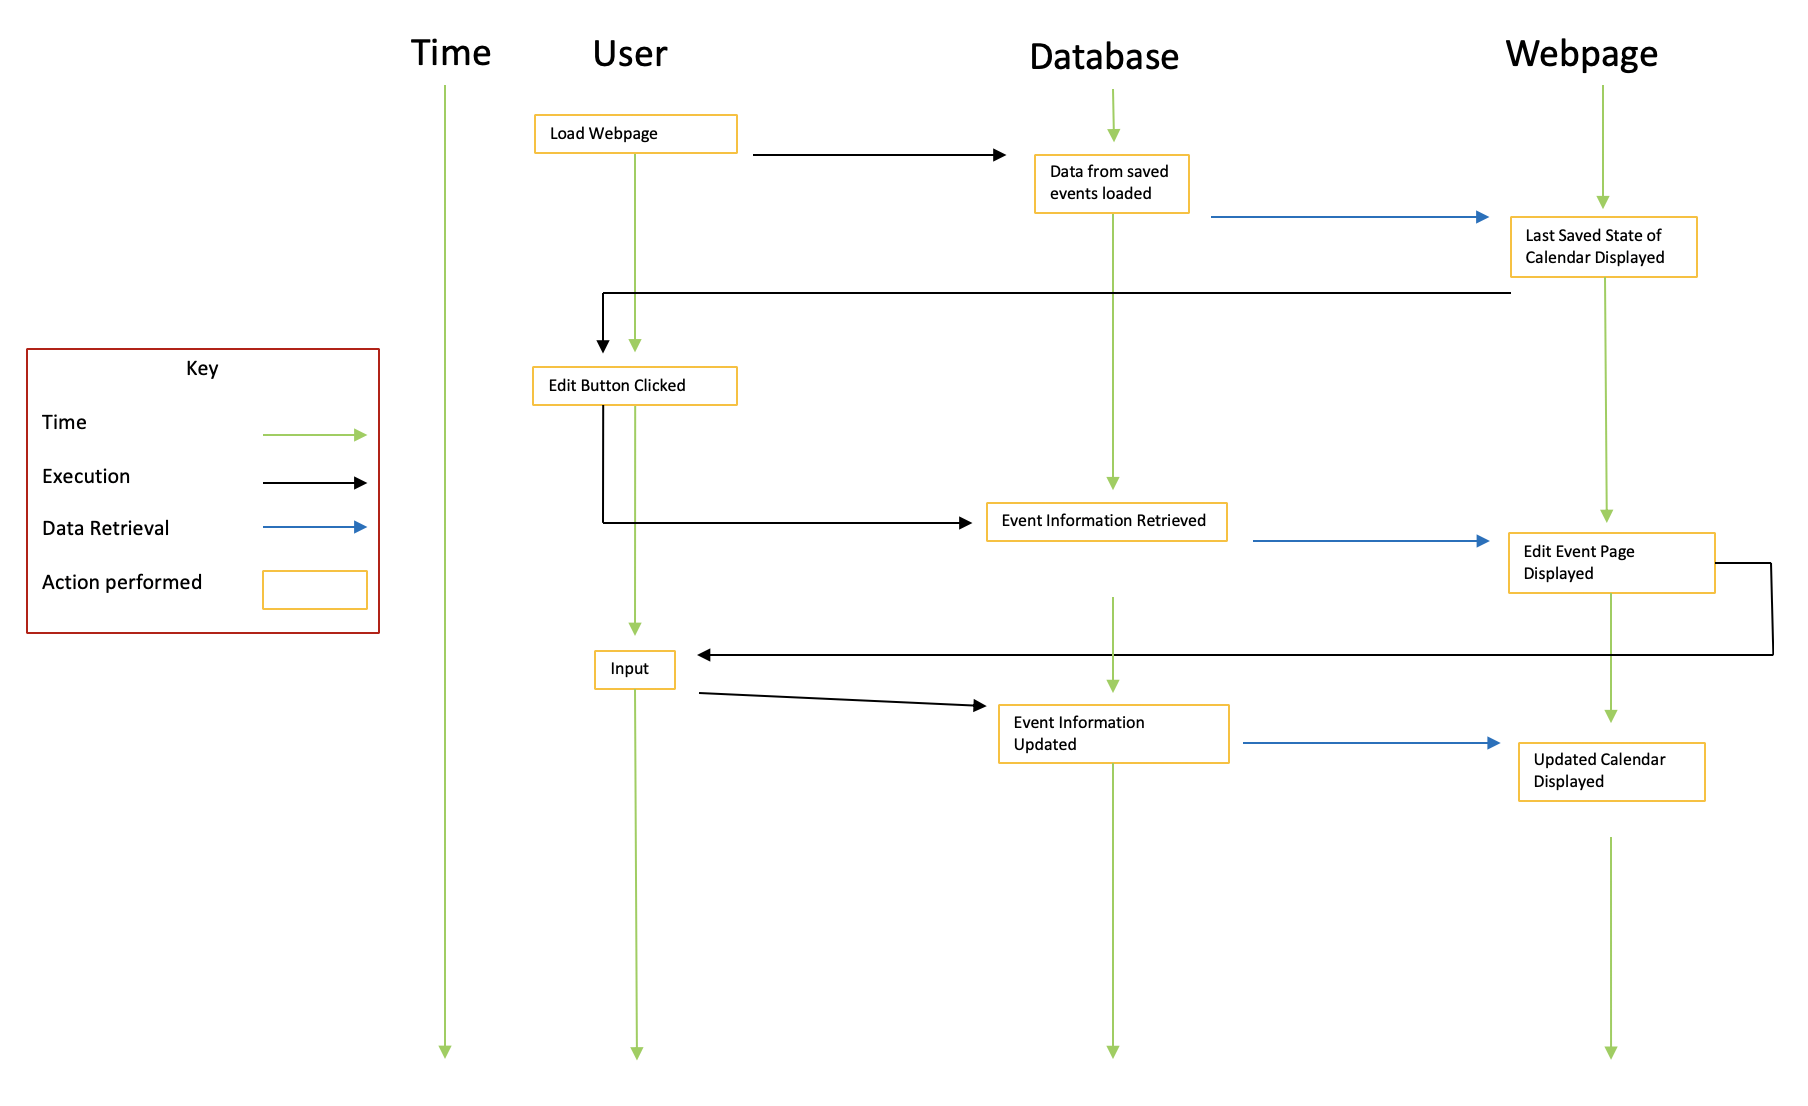 Time
User
Database
Webpage
Load Webpage
Data from saved
events loaded
Last Saved State of
Calendar Displayed
Key
Time
Execution
Data Retrieval
Action performed
Edit Button Clicked
Event Information Retrieved
Edit Event Page
Displayed
Input
Event Information
Updated
Updated Calendar
Displayed